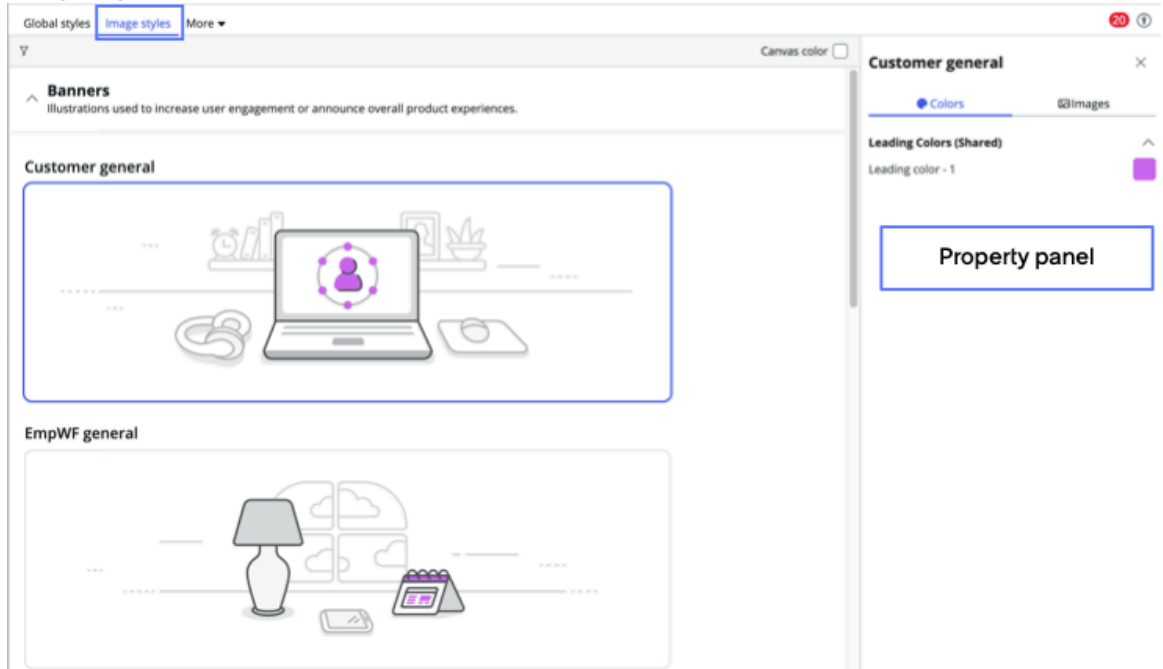 Global styles Image styles More
20
Canvas color
Customer general
Banners
Illustrations used to increase user engagement or announce overall product experiences.
Colors Images
Leading Colors (Shared)
Leading color - 1
Customer general
Property panel
EmpWF general